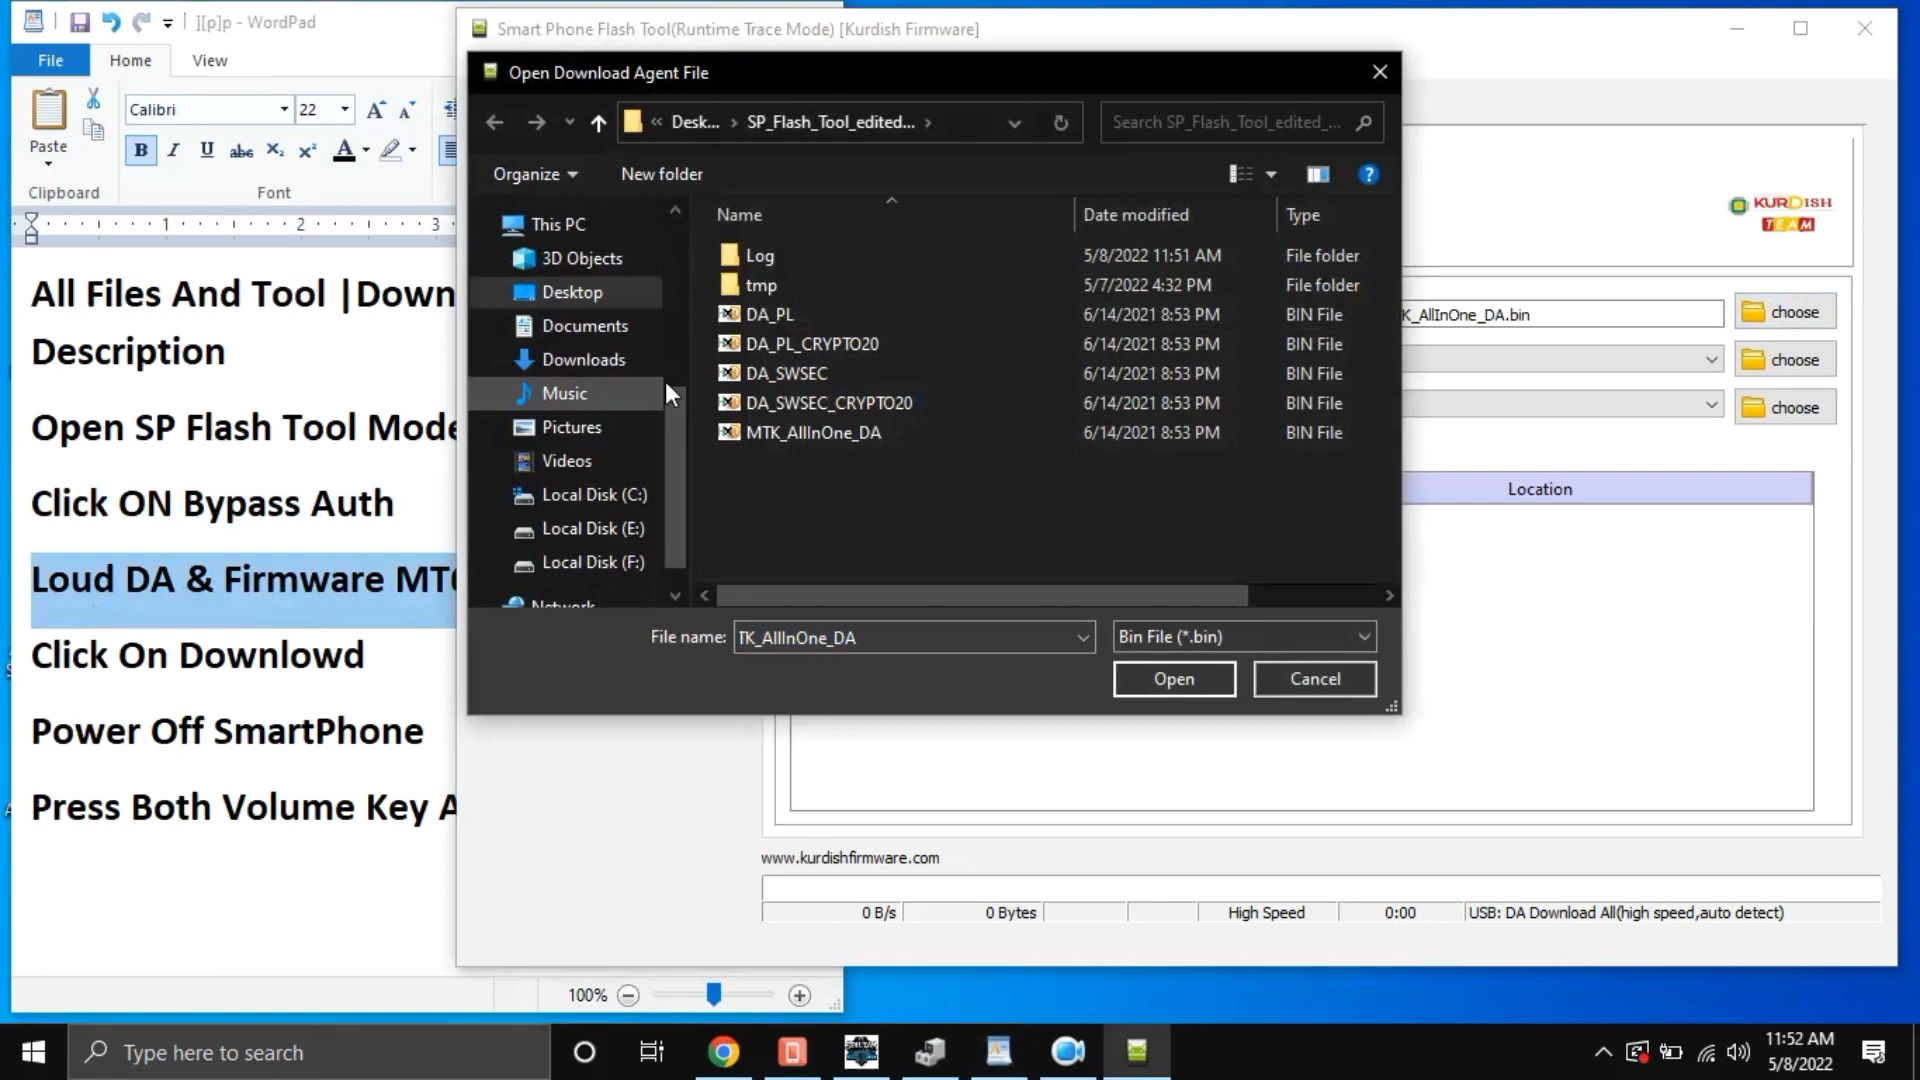 ][p]p - WordPad
File
Home
View
Paste
Clipboard
Calibri
22
Font
1
2
3
All Files And Tool |Down
Description
Open SP Flash Tool Mode
Click ON Bypass Auth
Loud DA & Firmware MT
Click On Downlowd
Power Off SmartPhone
Press Both Volume Key A
100%
Smart Phone Flash Tool(Runtime Trace Mode) [Kurdish Firmware]
Open Download Agent File
« Desk... › SP_Flash_Tool_edited... ›
Search SP_Flash_Tool_edited_...
Organize
New folder
This PC
3D Objects
Desktop
Documents
Downloads
Music
Pictures
Videos
Local Disk (C:)
Local Disk (E:)
Local Disk (F:)
Network
Name Date modified Type
Log 5/8/2022 11:51 AM File folder
tmp 5/7/2022 4:32 PM File folder
DA_PL 6/14/2021 8:53 PM BIN File
DA_PL_CRYPTO20 6/14/2021 8:53 PM BIN File
DA_SWSEC 6/14/2021 8:53 PM BIN File
DA_SWSEC_CRYPTO20 6/14/2021 8:53 PM BIN File
MTK_AllInOne_DA 6/14/2021 8:53 PM BIN File
File name: TK_AllInOne_DA
Bin File (*.bin)
Open
Cancel
KURDISH
TEAM
K_AllInOne_DA.bin
choose
choose
choose
Location
www.kurdishfirmware.com
0 B/s
0 Bytes
High Speed
0:00
USB: DA Download All(high speed,auto detect)
Type here to search
11:52 AM
5/8/2022